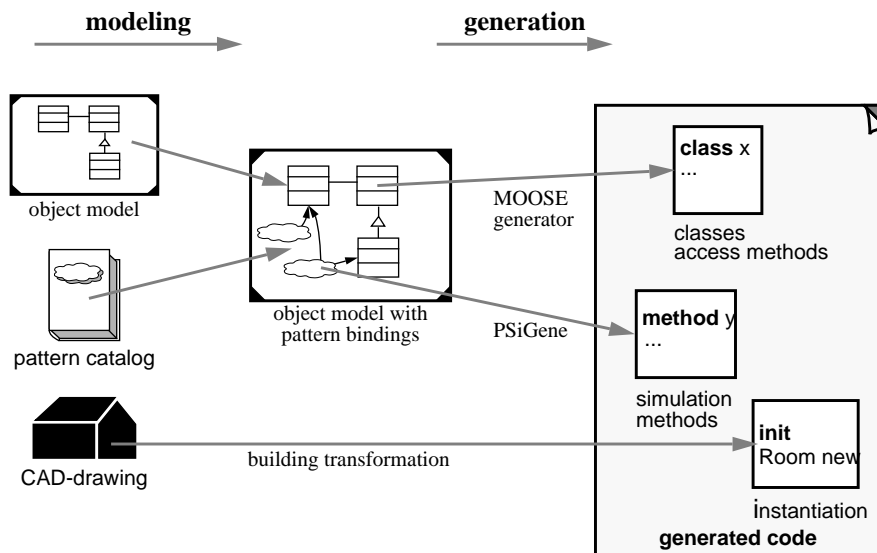 modeling
generation
object model
pattern catalog
CAD-drawing
object model with
pattern bindings
MOOSE
generator
PSiGene
building transformation
class x
...
classes
access methods
method y
...
simulation
methods
init
Room new
instantiation
generated code